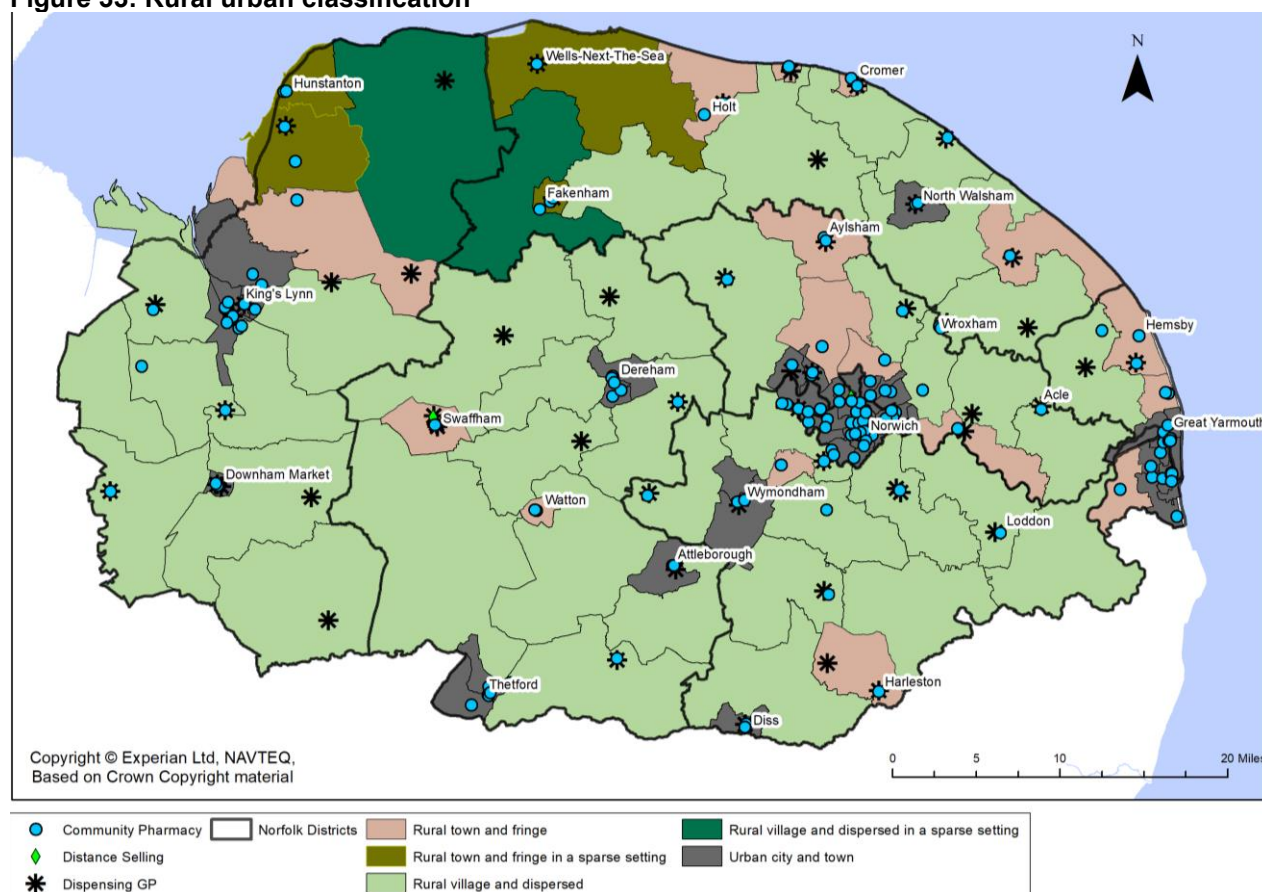 Figure 33: Rural urban classification
Wells-Next-The-Sea
N
Hunstanton
Cromer
Holt
Fakenham
North Walsham
Aylsham
King's Lynn
Wroxham
Hemsby
Dereham
Acle
Swaffham
Norwich
Great Yarmouth
Downham Market
Wymondham
Watton
Loddon
Attleborough
Thetford
Harleston
Diss
Copyright © Experian Ltd, NAVTEQ,
Based on Crown Copyright material
0 5 10 20 Miles
Community Pharmacy Norfolk Districts Rural town and fringe Rural village and dispersed in a sparse setting
Distance Selling Rural town and fringe in a sparse setting Urban city and town
Dispensing GP Rural village and dispersed